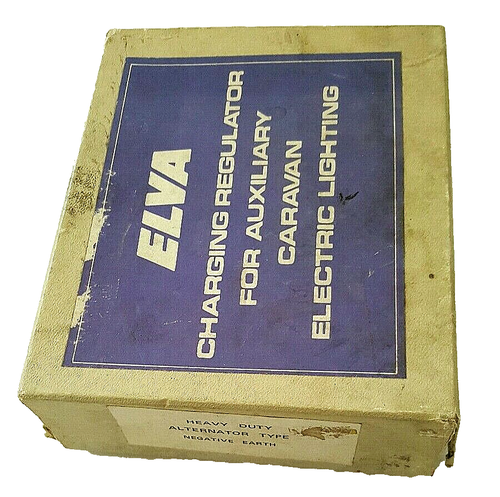 ELVA
CHARGING REGULATOR
FOR AUXILIARY
CARAVAN
ELECTRIC LIGHTING
HEAVY DUTY
ALTERNATOR TYPE
NEGATIVE EARTH